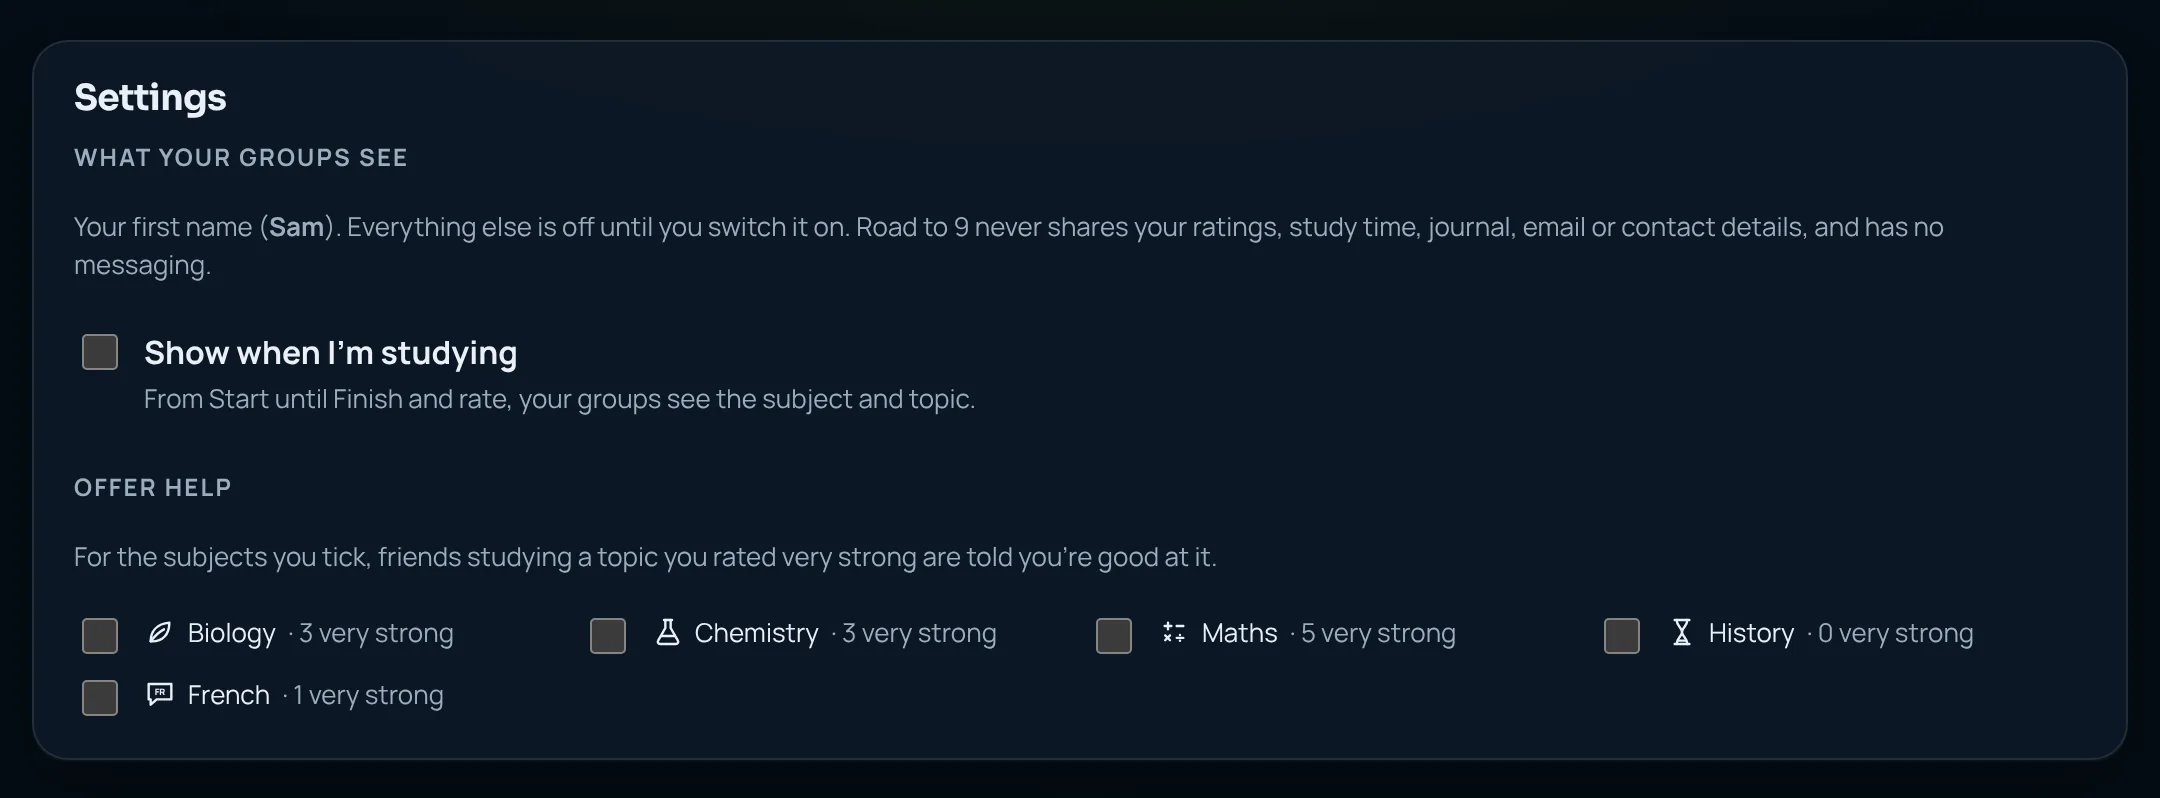 Settings
WHAT YOUR GROUPS SEE
Your first name (Sam). Everything else is off until you switch it on. Road to 9 never shares your ratings, study time, journal, email or contact details, and has no
messaging.
Show when I’m studying
From Start until Finish and rate, your groups see the subject and topic.
OFFER HELP
For the subjects you tick, friends studying a topic you rated very strong are told you’re good at it.
Biology · 3 very strong
Chemistry · 3 very strong
Maths · 5 very strong
History · 0 very strong
FR French · 1 very strong